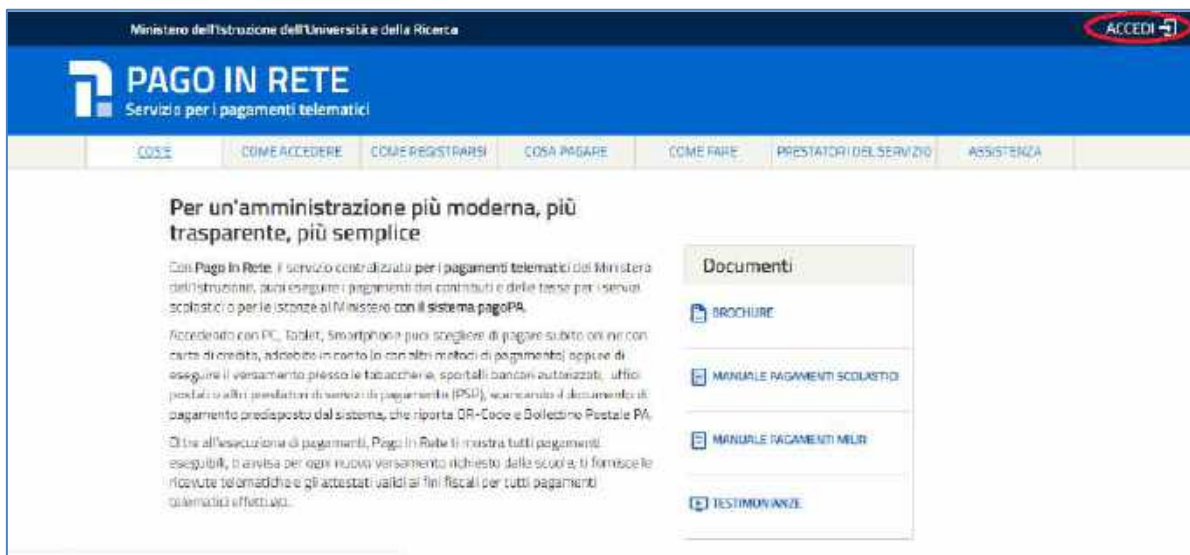 Ministero dell'Istruzione dell'Università e della Ricerca
ACCEDI
PAGO IN RETE
Servizio per i pagamenti telematici
COS'È COME ACCEDERE COME REGISTRARSI COSA PAGARE COME FARE PRESTATORI DEL SERVIZIO ASSISTENZA
Per un'amministrazione più moderna, più
trasparente, più semplice
Con Pago In Rete, il servizio centralizzato per i pagamenti telematici del Ministero
dell'Istruzione, puoi eseguire i pagamenti dei contributi e delle tasse per i servizi
scolastici o per le istanze al Ministero con il sistema pagoPA.
Accedendo con PC, Tablet, Smartphone puoi scegliere di pagare subito online con
carta di credito, addebito in conto (o con altri metodi di pagamento) oppure di
eseguire il versamento presso le tabaccherie, sportelli bancari autorizzati, uffici
postali o altri prestatori di servizi di pagamento (PSP), scaricando il documento di
pagamento predisposto dal sistema, che riporta QR-Code e Bollettino Postale PA.
Oltre all'esecuzione di pagamenti, Pago In Rete ti mostra tutti pagamenti
eseguibili, ti avvisa per ogni nuovo versamento richiesto dalle scuole, ti fornisce le
ricevute telematiche e gli attestati validi ai fini fiscali per tutti pagamenti
telematici effettuati.
Documenti
BROCHURE
MANUALE PAGAMENTI SCOLASTICI
MANUALE PAGAMENTI MIUR
TESTIMONIANZE